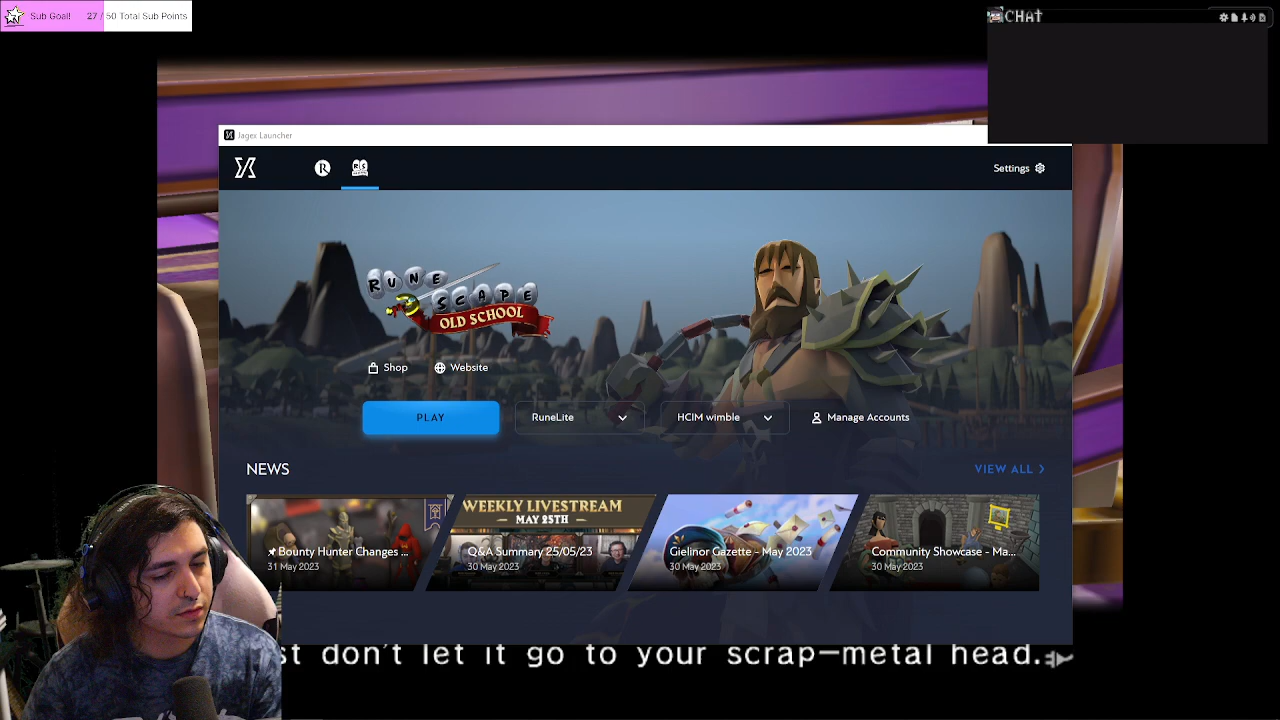 Sub Goal! 27 / 50 Total Sub Points
CHAT
Jagex Launcher
Settings
RUNE
SCAPE
OLD SCHOOL
Shop Website
PLAY RuneLite HCIM wimble Manage Accounts
NEWS VIEW ALL
WEEKLY LIVESTREAM
MAY 25TH
Bounty Hunter Changes ... Q&A Summary 25/05/23 Gielinor Gazette - May 2023 Community Showcase - Ma...
31 May 2023 30 May 2023 30 May 2023 30 May 2023
st don't let it go to your scrap-metal head.